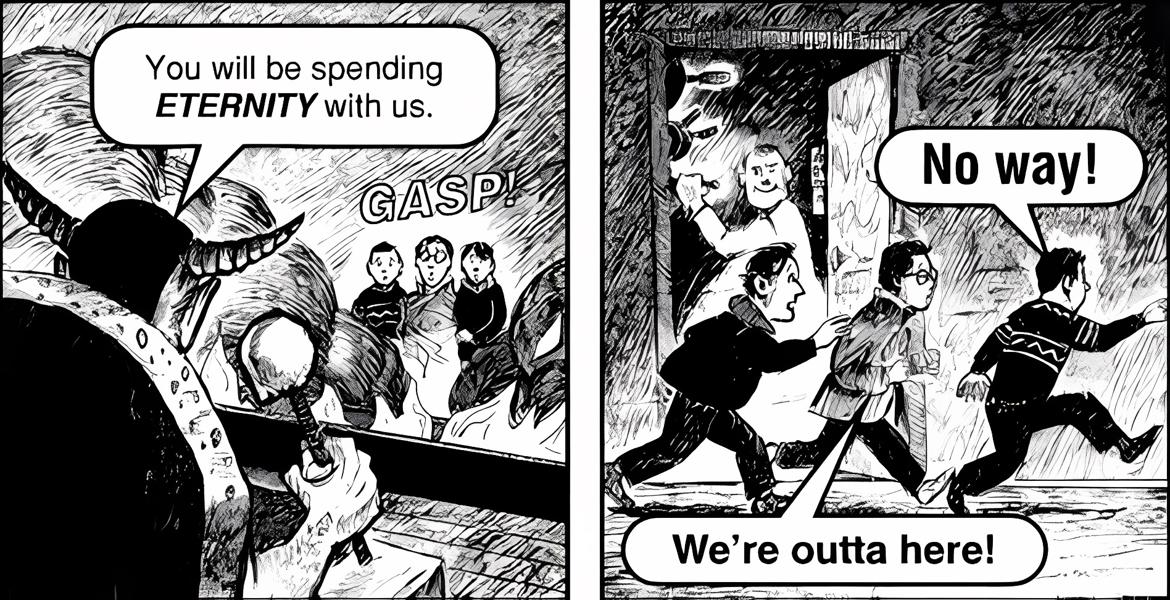 You will be spending
ETERNITY with us.
GASP!
No way!
We're outta here!